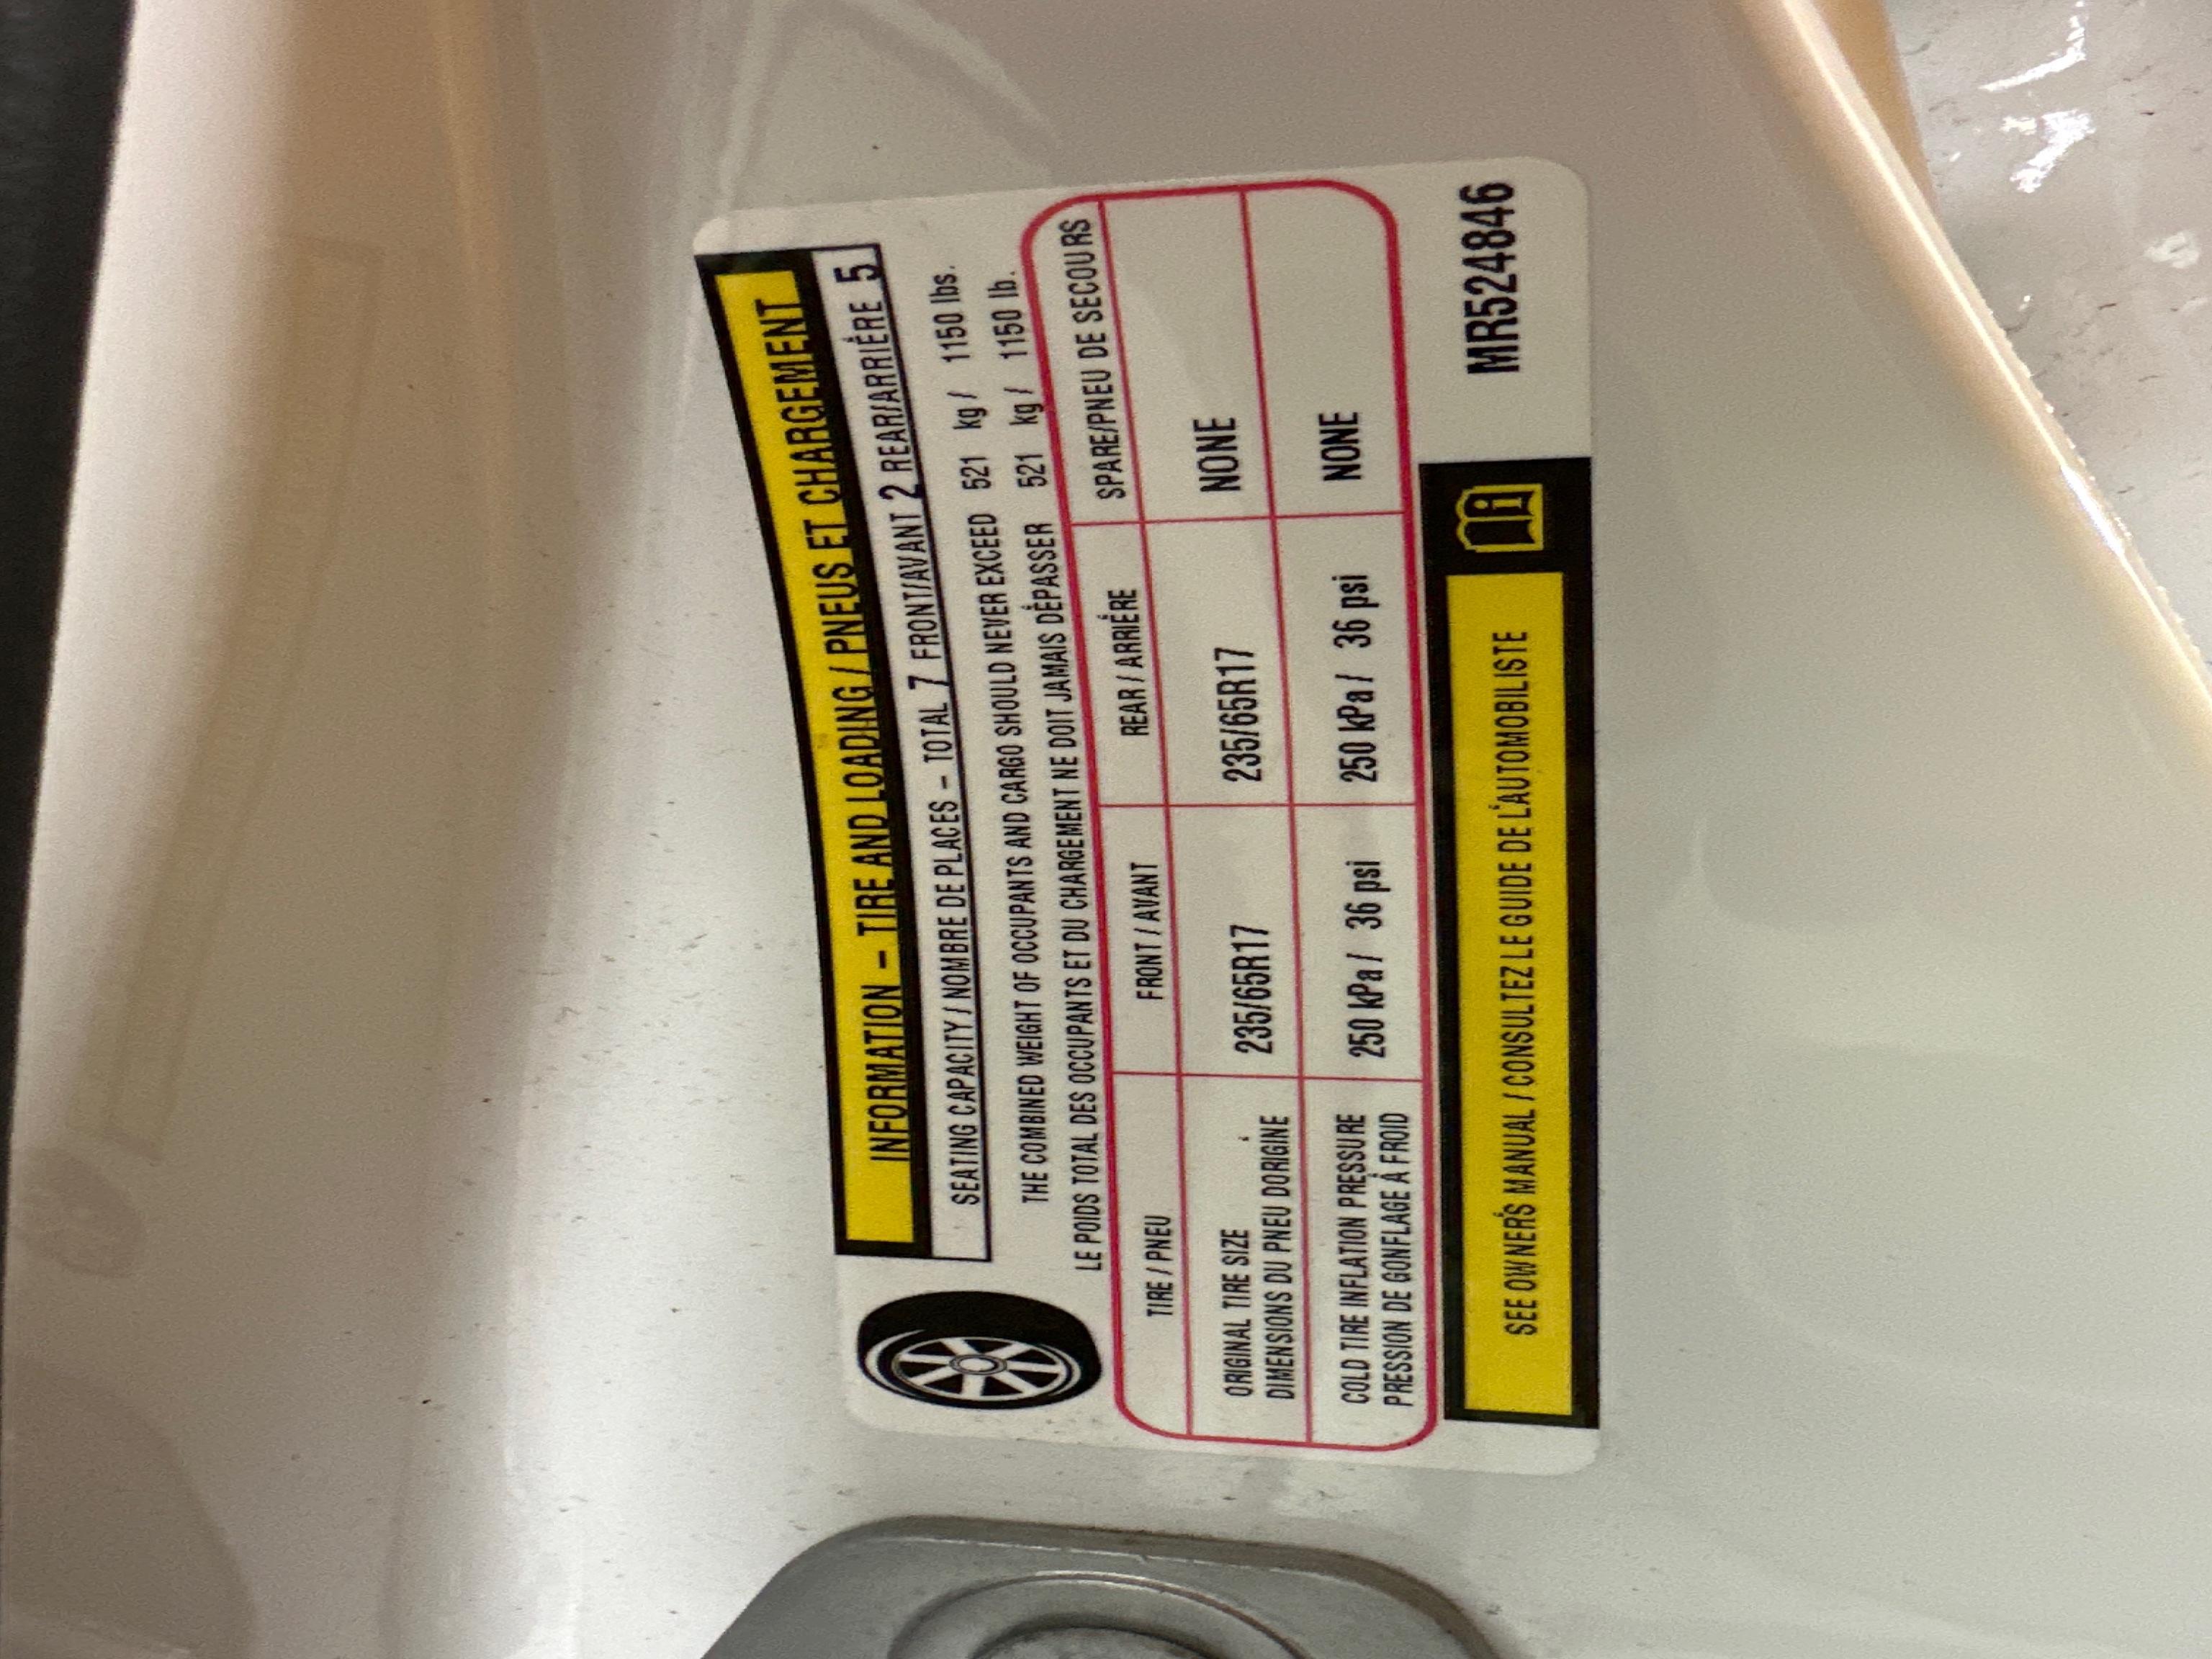 INFORMATION – TIRE AND LOADING / PNEUS ET CHARGEMENT
SEATING CAPACITY / NOMBRE DE PLACES – TOTAL 7 FRONT/AVANT 2 REAR/ARRIÈRE 5
THE COMBINED WEIGHT OF OCCUPANTS AND CARGO SHOULD NEVER EXCEED 521 kg / 1150 lbs.
LE POIDS TOTAL DES OCCUPANTS ET DU CHARGEMENT NE DOIT JAMAIS DÉPASSER 521 kg / 1150 lb.
TIRE / PNEU FRONT / AVANT REAR / ARRIÈRE SPARE/PNEU DE SECOURS
ORIGINAL TIRE SIZE
DIMENSIONS DU PNEU D'ORIGINE 235/65R17 235/65R17 NONE
COLD TIRE INFLATION PRESSURE
PRESSION DE GONFLAGE À FROID 250 kPa / 36 psi 250 kPa / 36 psi NONE
SEE OWNER'S MANUAL / CONSULTEZ LE GUIDE DE L'AUTOMOBILISTE
MR524846